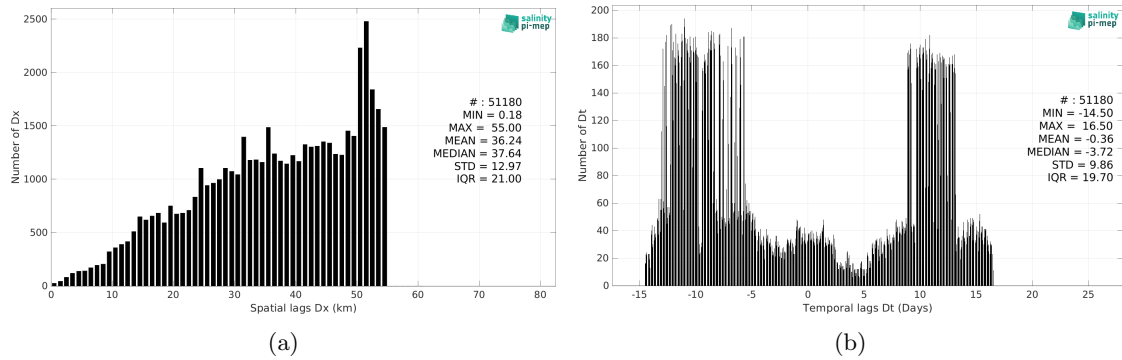 2500
2000
1500
1000
500
0
0
10
20
30
40
50
60
70
80
Number of Dx
Spatial lags Dx (km)
salinity
pi-mep
# : 51180
MIN = 0.18
MAX = 55.00
MEAN = 36.24
MEDIAN = 37.64
STD = 12.97
IQR = 21.00
(a)
200
180
160
140
120
100
80
60
40
20
0
-15
-10
-5
0
5
10
15
20
25
Number of Dt
Temporal lags Dt (Days)
salinity
pi-mep
# : 51180
MIN = -14.50
MAX = 16.50
MEAN = -0.36
MEDIAN = -3.72
STD = 9.86
IQR = 19.70
(b)